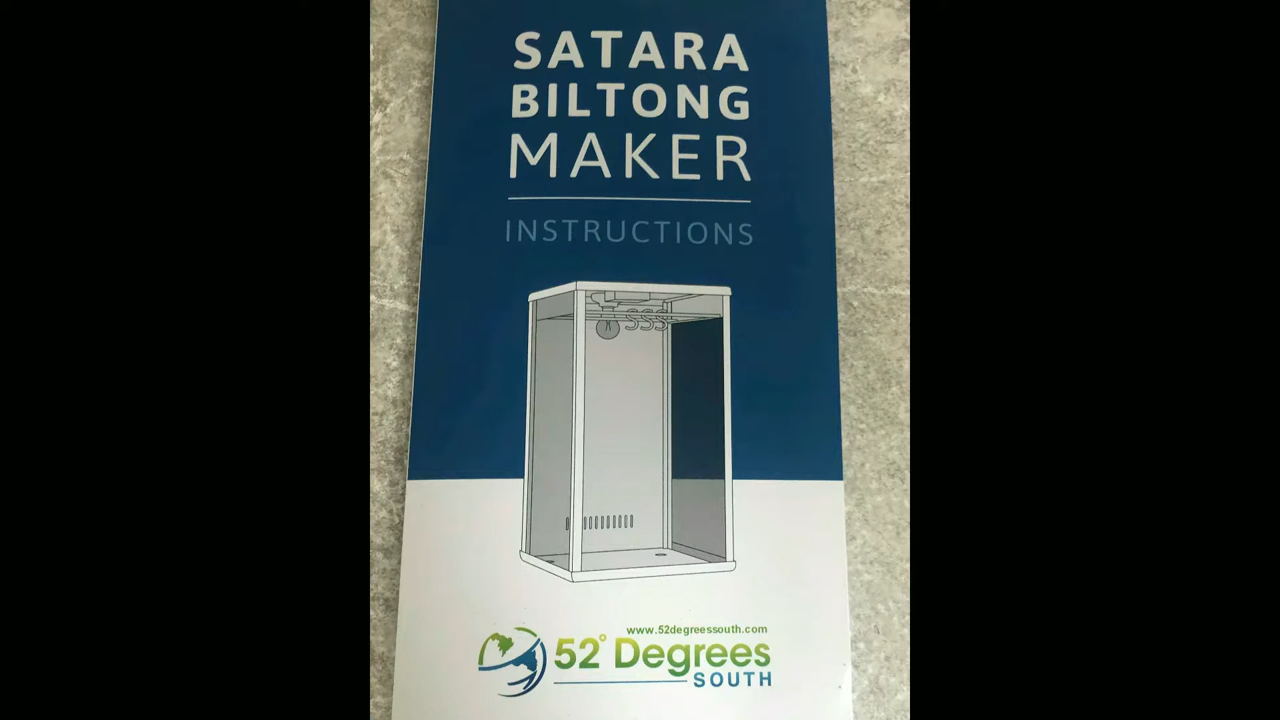 SATARA
BILTONG
MAKER
INSTRUCTIONS
www.52degreessouth.com
52° Degrees
SOUTH